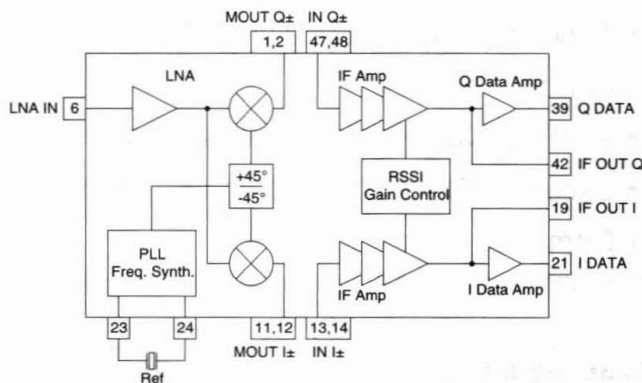 MOUT Q± IN Q±
1,2 47,48
LNA IF Amp Q Data Amp
LNA IN 6 39 Q DATA
42 IF OUT Q
+45°
-45°
RSSI
Gain Control
19 IF OUT I
PLL
Freq. Synth.
21 I DATA
IF Amp I Data Amp
23 24 11,12 13,14
MOUT I± IN I±
Ref